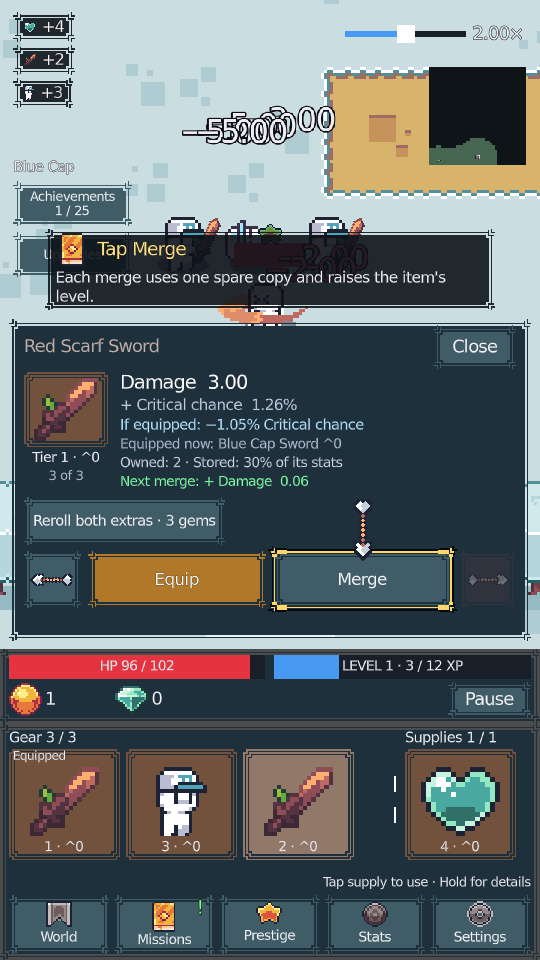 +4
2.00×
+2
+3
Blue Cap
Achievements
1 / 25
Tap Merge
Each merge uses one spare copy and raises the item's
level.
Red Scarf Sword
Close
Damage 3.00
+ Critical chance 1.26%
If equipped: −1.05% Critical chance
Equipped now: Blue Cap Sword ^0
Tier 1 · ^0
Owned: 2 · Stored: 30% of its stats
3 of 3
Next merge: + Damage 0.06
Reroll both extras · 3 gems
Equip
Merge
HP 96 / 102
LEVEL 1 · 3 / 12 XP
1
0
Pause
Gear 3 / 3
Supplies 1 / 1
Equipped
1 · ^0
3 · ^0
2 · ^0
4 · ^0
Tap supply to use · Hold for details
World
Missions
!
Prestige
Stats
Settings